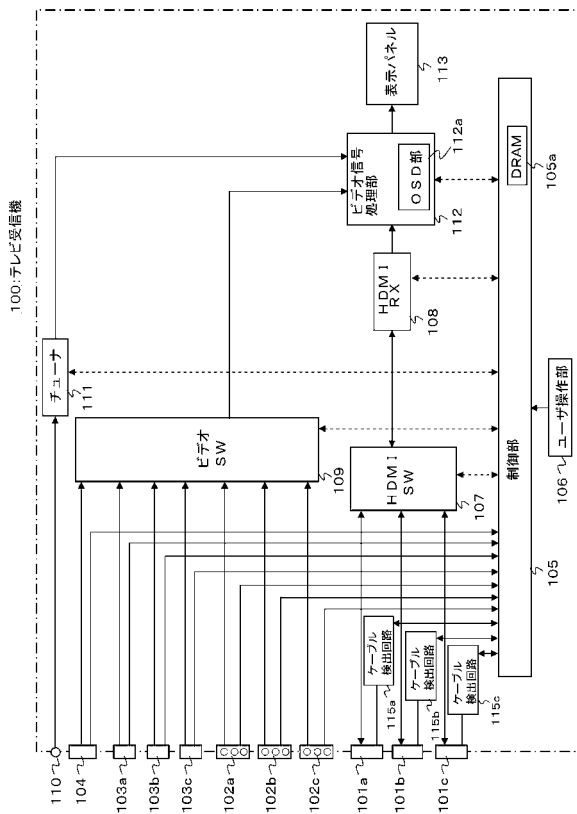 100:テレビ受信機
チューナ
111
ビデオ
SW
109
ビデオ信号
処理部
OSD部
112a
112
表示パネル
113
HDMI
RX
108
HDMI
SW
107
ケーブル
検出回路
115a
ケーブル
検出回路
115b
ケーブル
検出回路
115c
制御部
105
DRAM
105a
106
ユーザ操作部
110
104
103a
103b
103c
102a
102b
102c
101a
101b
101c